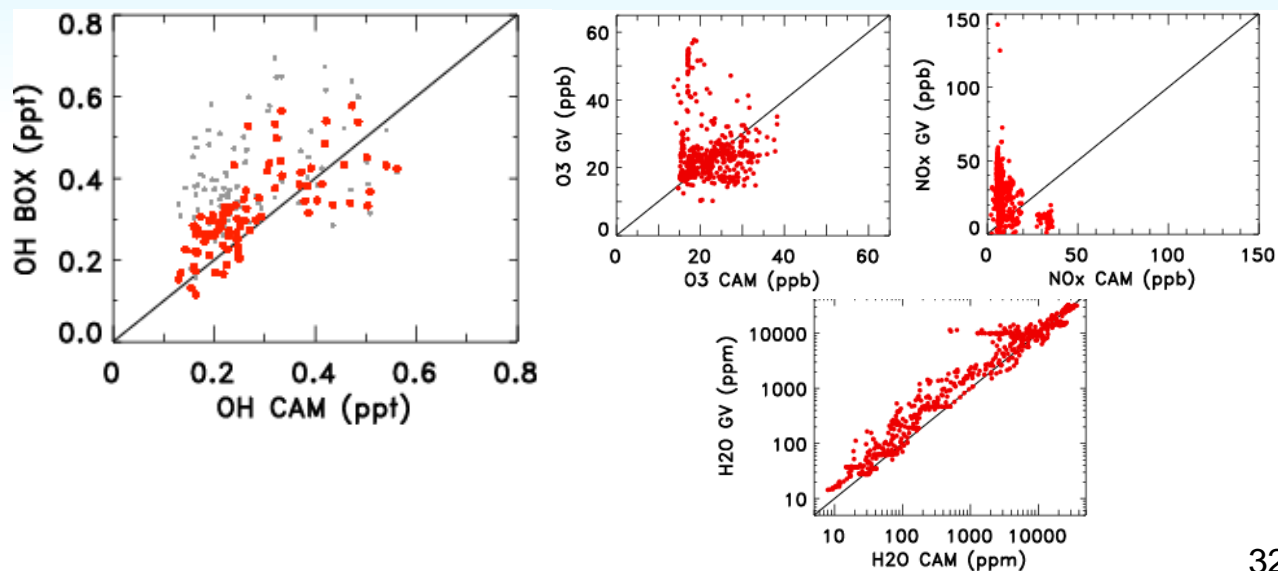 0.8
0.6
0.4
0.2
0.0
OH BOX (ppt)
0 0.2 0.4 0.6 0.8
OH CAM (ppt)
60
40
20
0
O3 GV (ppb)
0 20 40 60
O3 CAM (ppb)
150
100
50
0
NOx GV (ppb)
0 50 100 150
NOx CAM (ppb)
10000
1000
100
10
H2O GV (ppm)
10 100 1000 10000
H2O CAM (ppm)
32